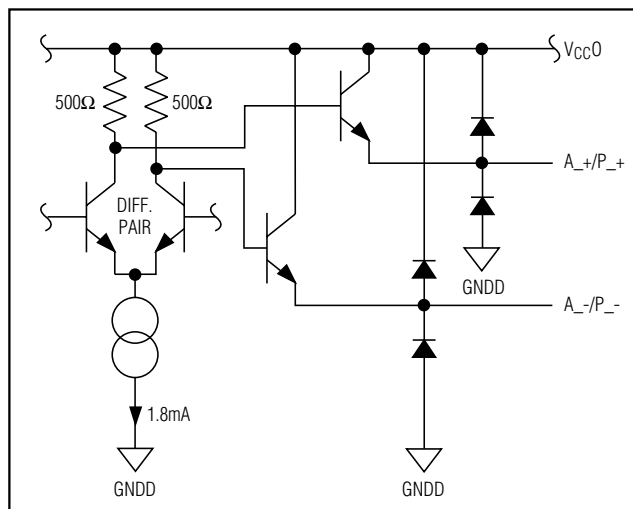 VCCO
500Ω 500Ω
A_+/P_+
DIFF.
PAIR
GNDD
A_-/P_-
1.8mA
GNDD
GNDD